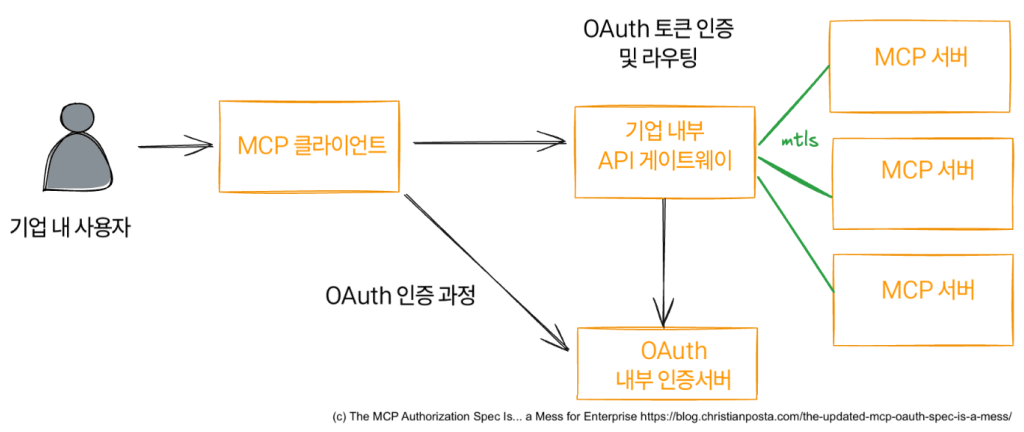 OAuth 토큰 인증
및 라우팅
MCP 서버
MCP 클라이언트
기업 내부
API 게이트웨이
mtls
MCP 서버
기업 내 사용자
OAuth 인증 과정
MCP 서버
OAuth
내부 인증서버
(c) The MCP Authorization Spec Is... a Mess for Enterprise https://blog.christianposta.com/the-updated-mcp-oauth-spec-is-a-mess/